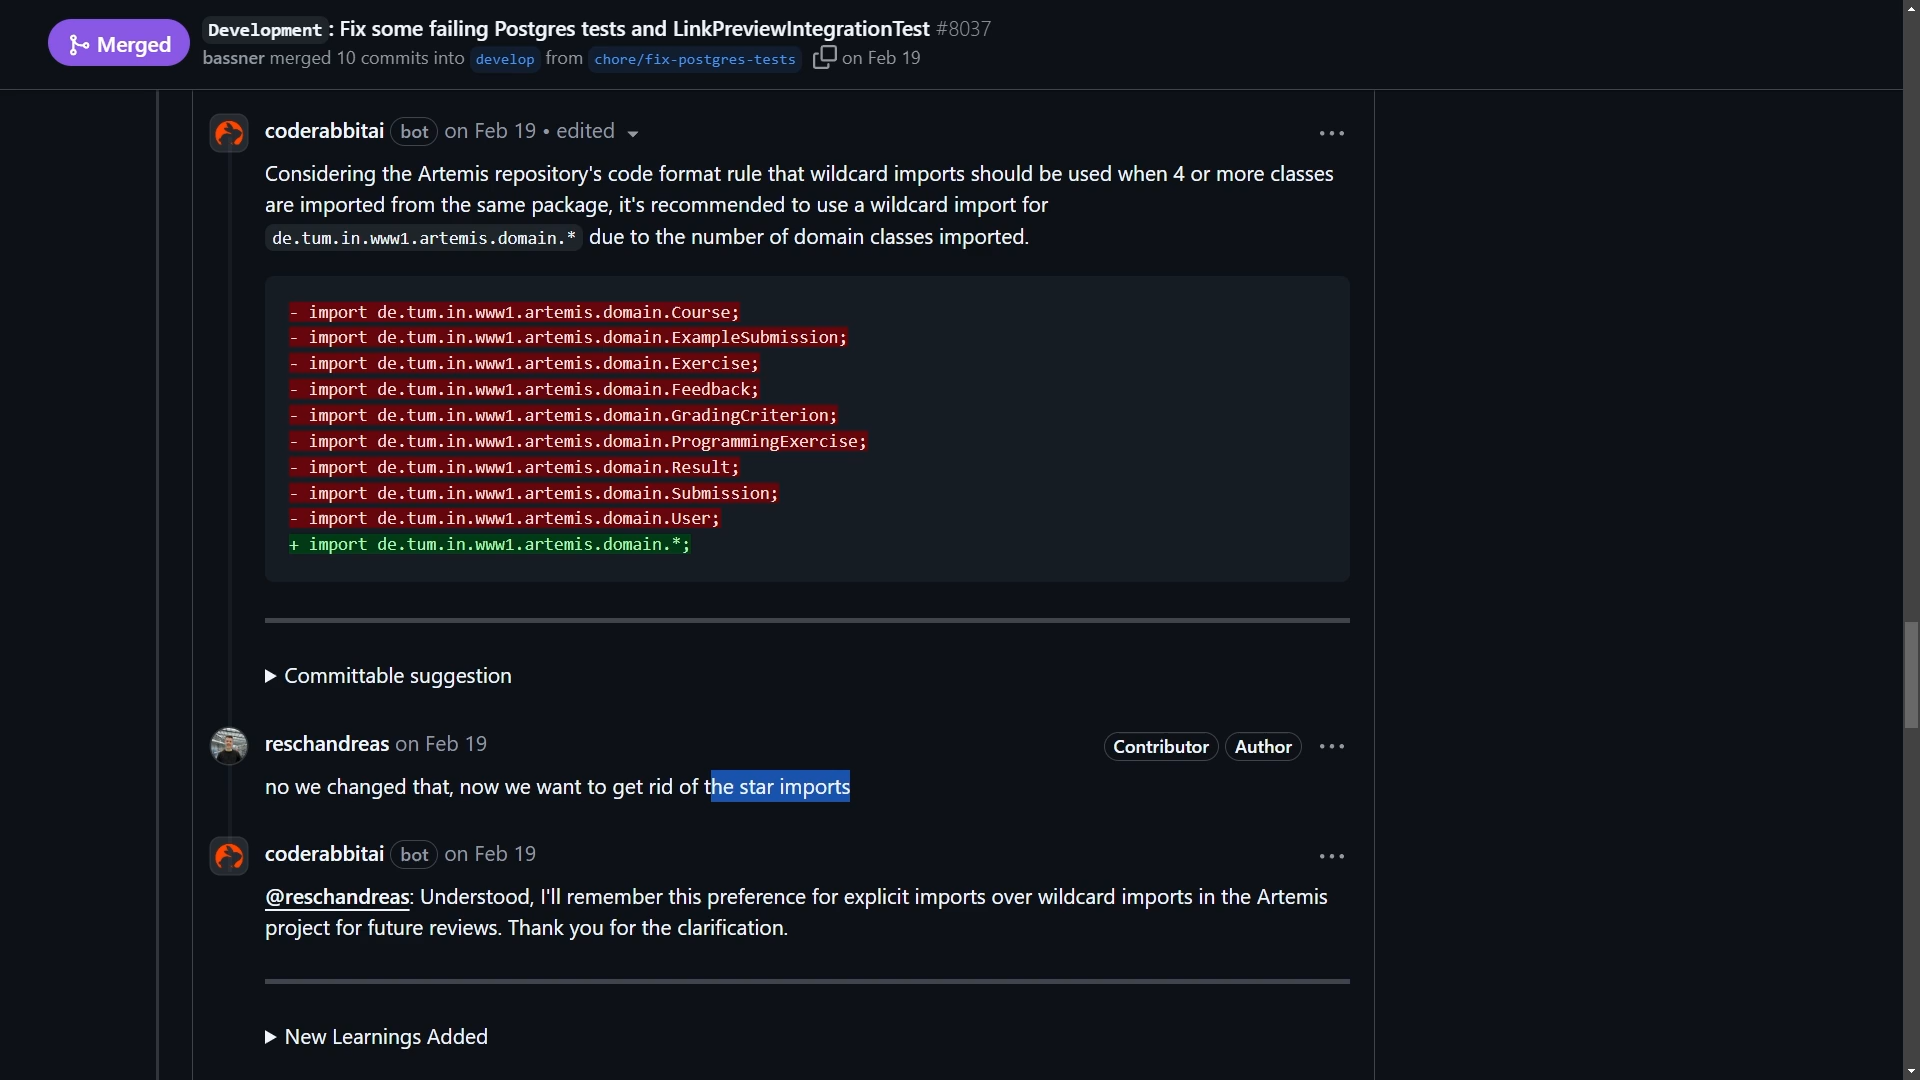 Merged
Development : Fix some failing Postgres tests and LinkPreviewIntegrationTest #8037
bassner merged 10 commits into develop from chore/fix-postgres-tests on Feb 19
coderabbitai bot on Feb 19 • edited
Considering the Artemis repository's code format rule that wildcard imports should be used when 4 or more classes
are imported from the same package, it's recommended to use a wildcard import for
de.tum.in.www1.artemis.domain.* due to the number of domain classes imported.
- import de.tum.in.www1.artemis.domain.Course;
- import de.tum.in.www1.artemis.domain.ExampleSubmission;
- import de.tum.in.www1.artemis.domain.Exercise;
- import de.tum.in.www1.artemis.domain.Feedback;
- import de.tum.in.www1.artemis.domain.GradingCriterion;
- import de.tum.in.www1.artemis.domain.ProgrammingExercise;
- import de.tum.in.www1.artemis.domain.Result;
- import de.tum.in.www1.artemis.domain.Submission;
- import de.tum.in.www1.artemis.domain.User;
+ import de.tum.in.www1.artemis.domain.*;
Committable suggestion
reschandreas on Feb 19 Contributor Author
no we changed that, now we want to get rid of the star imports
coderabbitai bot on Feb 19
@reschandreas: Understood, I'll remember this preference for explicit imports over wildcard imports in the Artemis
project for future reviews. Thank you for the clarification.
New Learnings Added